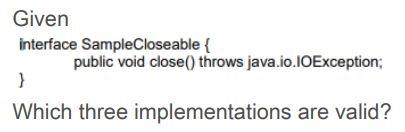 Given
interface SampleCloseable {
public void close() throws java.io.IOException;
}
Which three implementations are valid?